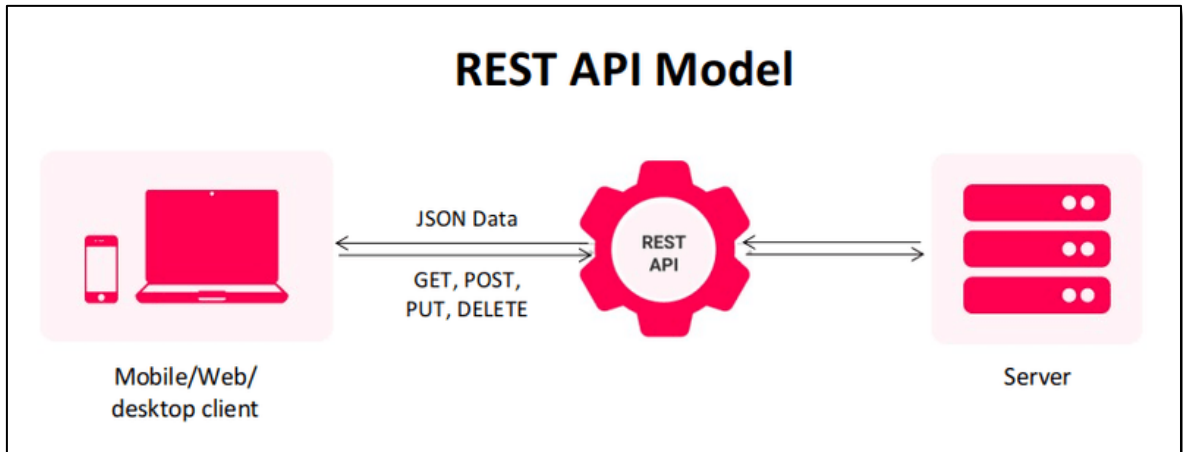 REST API Model
JSON Data
GET, POST,
PUT, DELETE
REST
API
Mobile/Web/
desktop client
Server